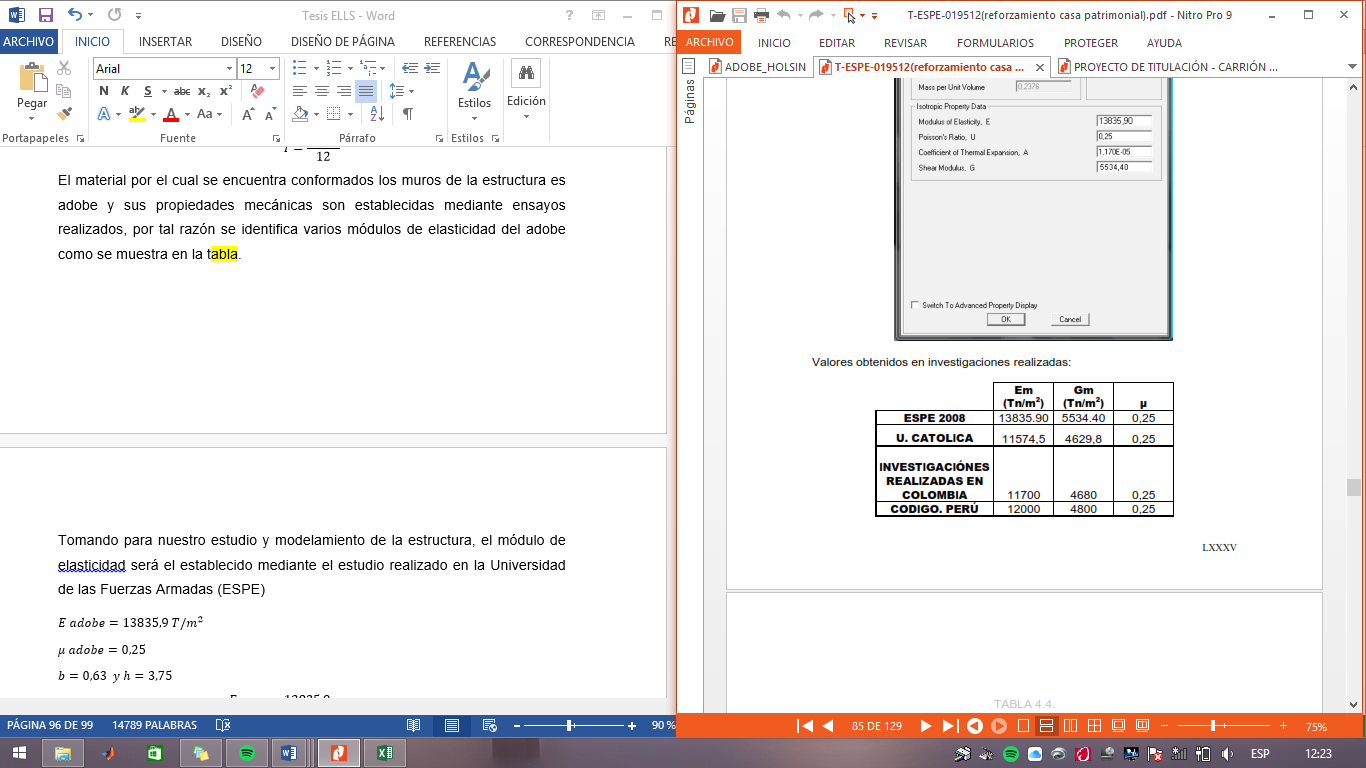 Tesis ELLS - Word
ARCHIVO INICIO INSERTAR DISEÑO DISEÑO DE PÁGINA REFERENCIAS CORRESPONDENCIA RE
Arial 12
Pegar
N K S abc x₂ x²
A Aa A A
Estilos
Edición
Portapapeles Fuente Párrafo Estilos
12
El material por el cual se encuentra conformados los muros de la estructura es
adobe y sus propiedades mecánicas son establecidas mediante ensayos
realizados, por tal razón se identifica varios módulos de elasticidad del adobe
como se muestra en la tabla.
Tomando para nuestro estudio y modelamiento de la estructura, el módulo de
elasticidad será el establecido mediante el estudio realizado en la Universidad
de las Fuerzas Armadas (ESPE)
E adobe = 13835,9 T/m²
μ adobe = 0,25
b = 0,63 y h = 3,75
PÁGINA 96 DE 99 14789 PALABRAS 90 %
T-ESPE-019512(reforzamiento casa patrimonial).pdf - Nitro Pro 9
ARCHIVO INICIO EDITAR REVISAR FORMULARIOS PROTEGER AYUDA
ADOBE_HOLSIN T-ESPE-019512(reforzamiento casa ... PROYECTO DE TITULACIÓN - CARRIÓN ...
Páginas
Mass per Unit Volume 0,2376
Isotropic Property Data
Modulus of Elasticity, E 13835,90
Poisson's Ratio, U 0,25
Coefficient of Thermal Expansion, A 1,170E-05
Shear Modulus, G 5534,40
Switch To Advanced Property Display
OK Cancel
Valores obtenidos en investigaciones realizadas:
Em Gm
(Tn/m²) (Tn/m²) μ
ESPE 2008 13835.90 5534.40 0,25
U. CATOLICA 11574,5 4629,8 0,25
INVESTIGACIÓNES
REALIZADAS EN
COLOMBIA 11700 4680 0,25
CODIGO. PERÚ 12000 4800 0,25
LXXXV
TABLA 4.4.
85 DE 129 75%
ESP 12:23